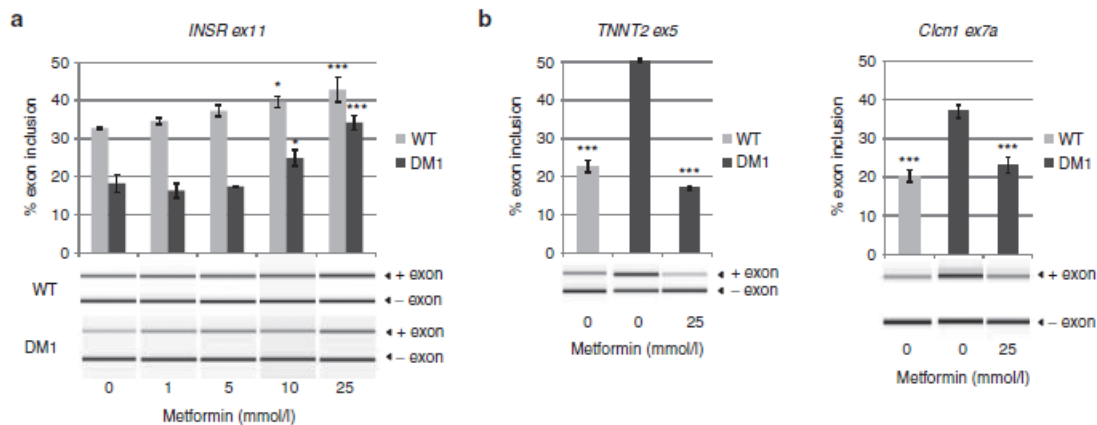 a
INSR ex11
% exon inclusion
50
40
30
20
10
0
*
***
*
***
WT
DM1
WT
+ exon
– exon
DM1
+ exon
– exon
0 1 5 10 25
Metformin (mmol/l)
b
TNNT2 ex5
% exon inclusion
50
40
30
20
10
0
***
***
WT
DM1
+ exon
– exon
0 0 25
Metformin (mmol/l)
Clcn1 ex7a
% exon inclusion
50
40
30
20
10
0
***
***
WT
DM1
+ exon
– exon
0 0 25
Metformin (mmol/l)